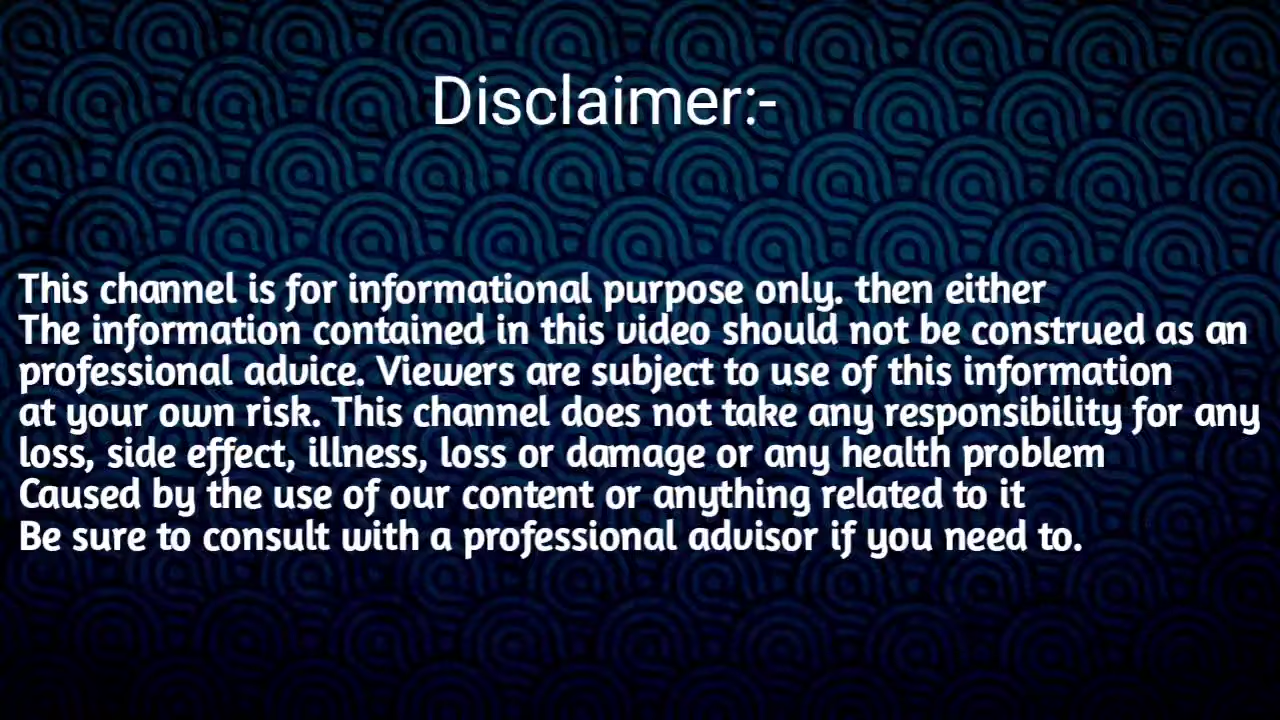 Disclaimer:-
This channel is for informational purpose only. then either
The information contained in this video should not be construed as an
professional advice. Viewers are subject to use of this information
at your own risk. This channel does not take any responsibility for any
loss, side effect, illness, loss or damage or any health problem
Caused by the use of our content or anything related to it
Be sure to consult with a professional advisor if you need to.